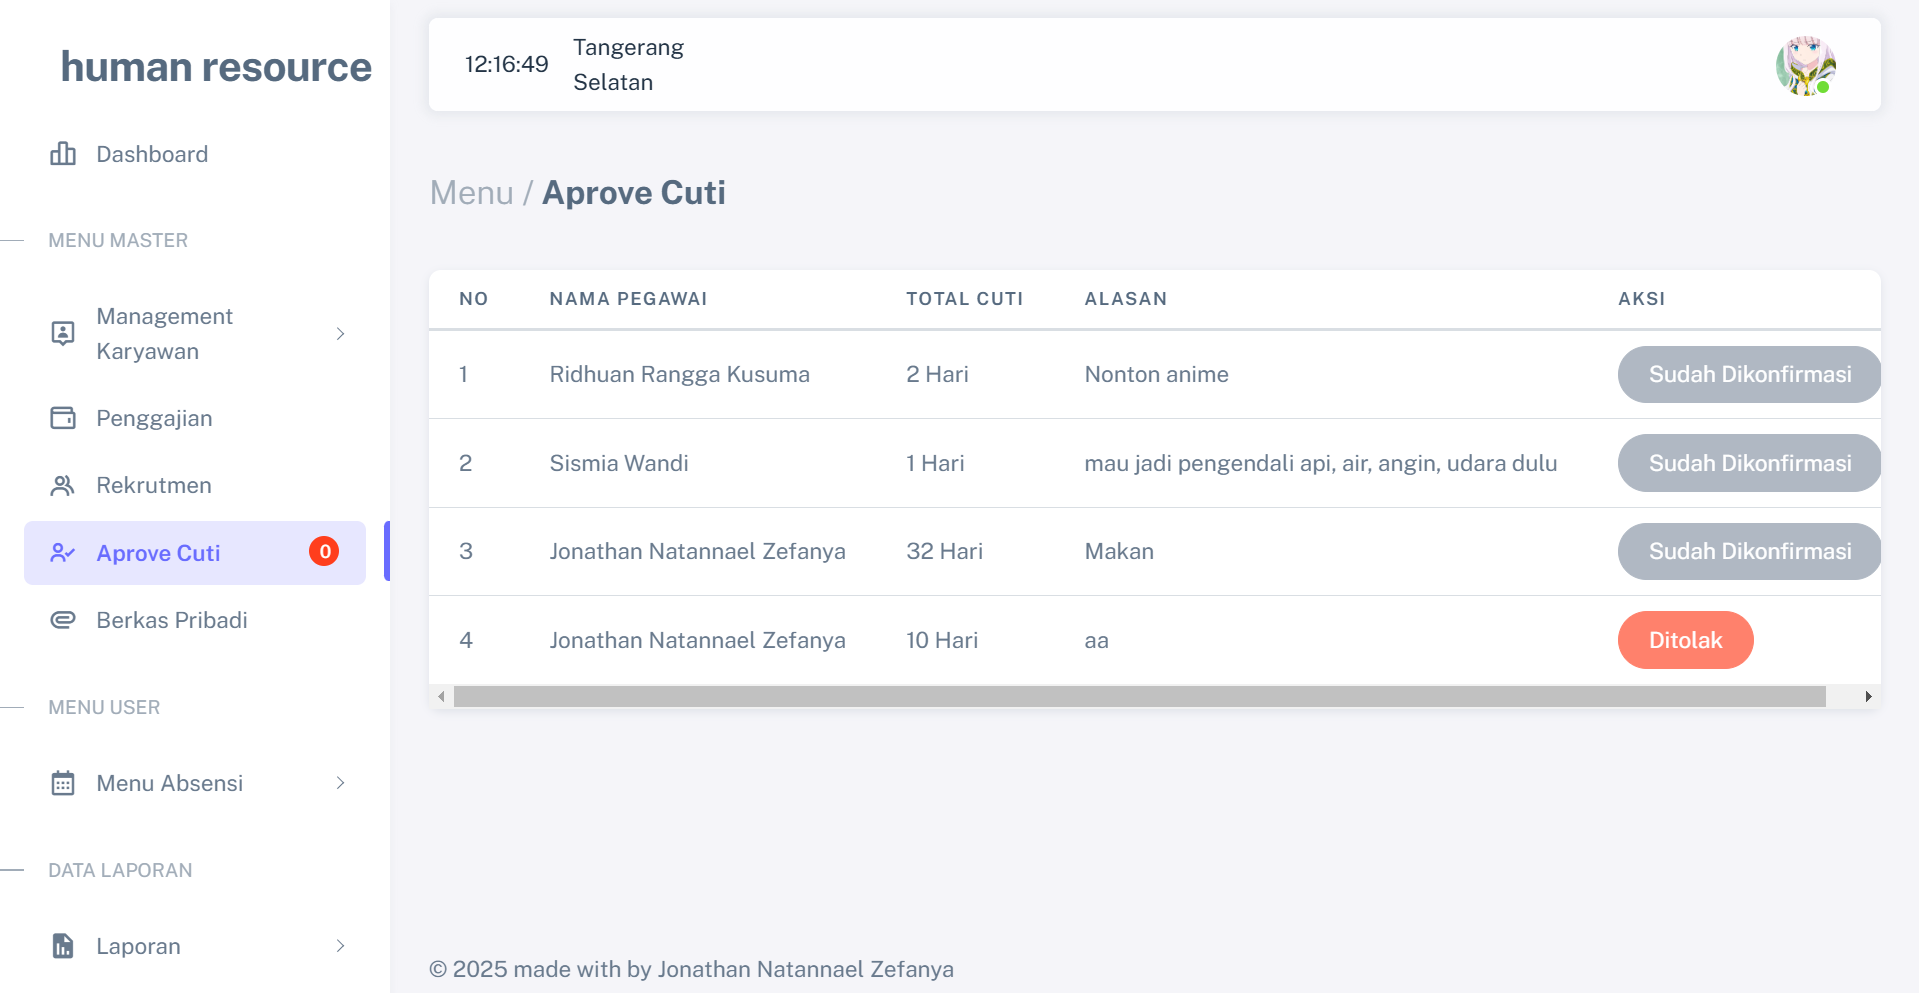 human resource
Dashboard
MENU MASTER
Management
Karyawan
Penggajian
Rekrutmen
Aprove Cuti 0
Berkas Pribadi
MENU USER
Menu Absensi
DATA LAPORAN
Laporan
12:16:49
Tangerang
Selatan
Menu / Aprove Cuti
NO NAMA PEGAWAI TOTAL CUTI ALASAN AKSI
1 Ridhuan Rangga Kusuma 2 Hari Nonton anime Sudah Dikonfirmasi
2 Sismia Wandi 1 Hari mau jadi pengendali api, air, angin, udara dulu Sudah Dikonfirmasi
3 Jonathan Natannael Zefanya 32 Hari Makan Sudah Dikonfirmasi
4 Jonathan Natannael Zefanya 10 Hari aa Ditolak
© 2025 made with by Jonathan Natannael Zefanya